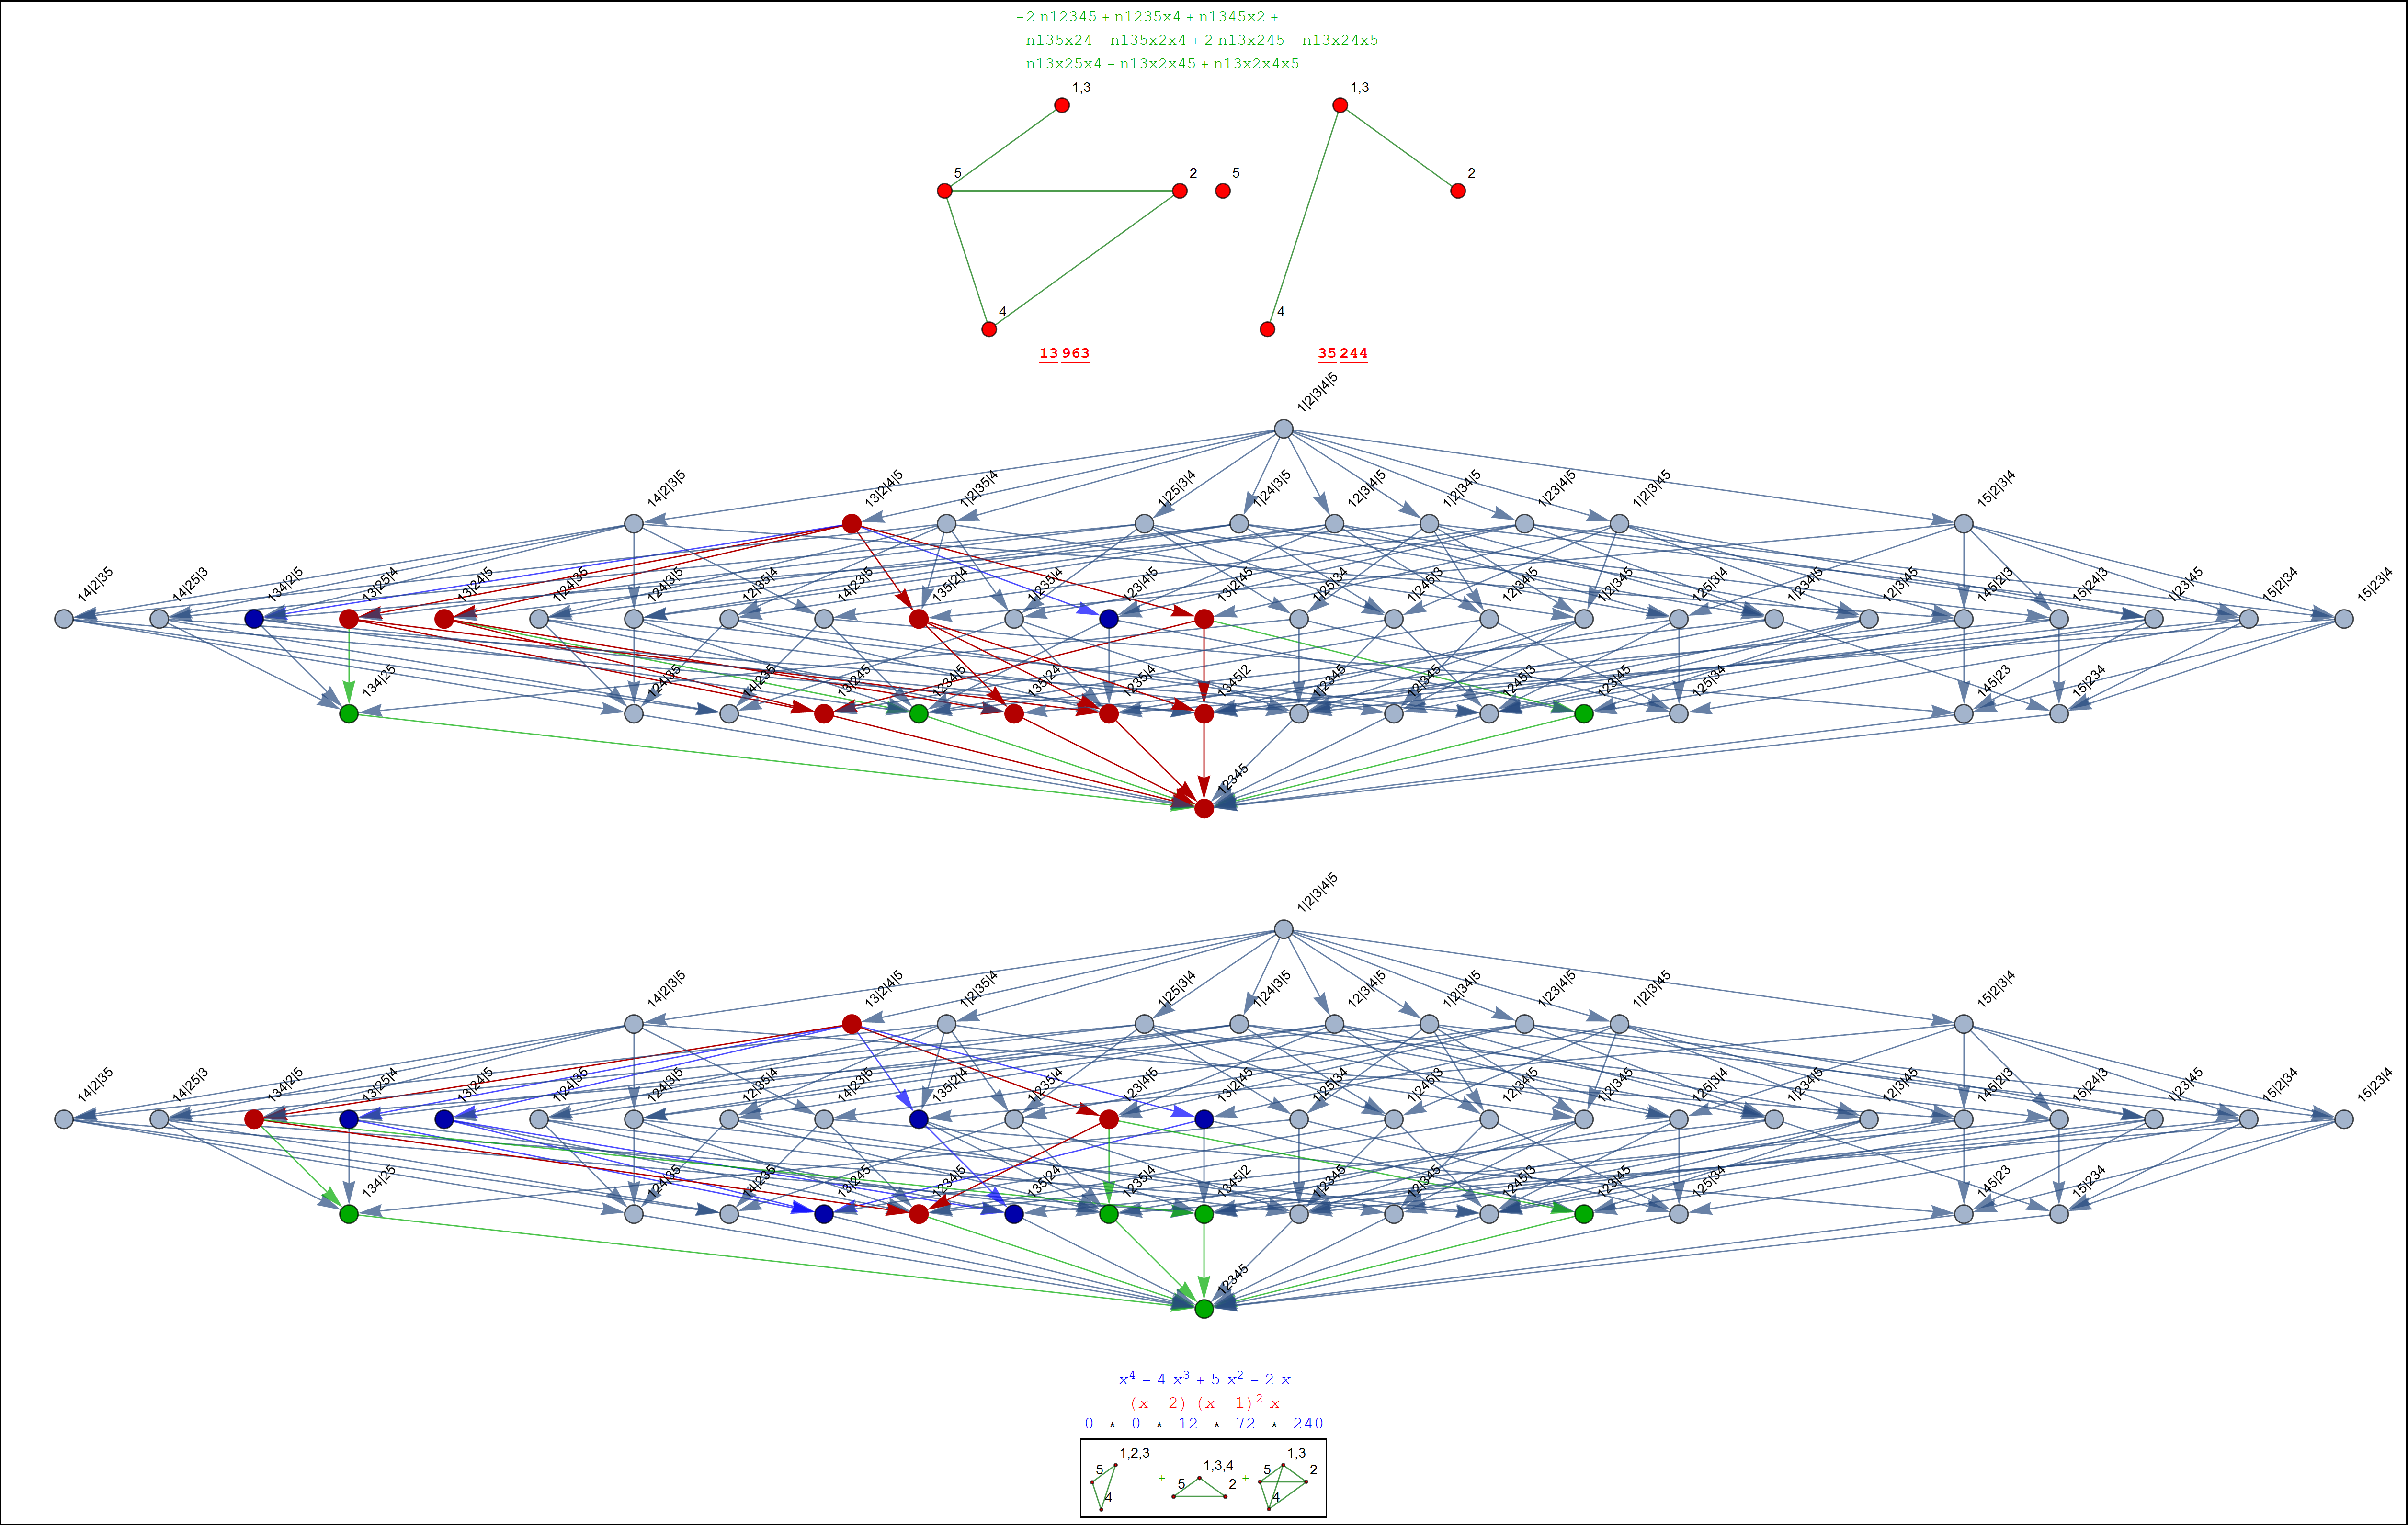 -2 n12345 + n1235x4 + n1345x2 +
n135x24 - n135x2x4 + 2 n13x245 - n13x24x5 -
n13x25x4 - n13x2x45 + n13x2x4x5
1,3 1,3
5 2 5 2
4 4
13 963 35 244
1|2|3|4|5
14|2|3|5 13|2|4|5 1|2|35|4 1|25|3|4 1|24|3|5 12|3|4|5 1|2|34|5 1|23|4|5 1|2|3|45 15|2|3|4
14|2|35 14|25|3 134|2|5 13|25|4 13|24|5 1|24|35 124|3|5 12|35|4 14|23|5 135|2|4 1|235|4 123|4|5 13|2|45 1|25|34 1|245|3 12|34|5 1|2|345 125|3|4 1|234|5 12|3|45 145|2|3 15|24|3 1|23|45 15|2|34 15|23|4
134|25 124|35 14|235 13|245 1234|5 135|24 1235|4 1345|2 1|2345 12|345 1245|3 123|45 125|34 145|23 15|234
12345
1|2|3|4|5
14|2|3|5 13|2|4|5 1|2|35|4 1|25|3|4 1|24|3|5 12|3|4|5 1|2|34|5 1|23|4|5 1|2|3|45 15|2|3|4
14|2|35 14|25|3 134|2|5 13|25|4 13|24|5 1|24|35 124|3|5 12|35|4 14|23|5 135|2|4 1|235|4 123|4|5 13|2|45 1|25|34 1|245|3 12|34|5 1|2|345 125|3|4 1|234|5 12|3|45 145|2|3 15|24|3 1|23|45 15|2|34 15|23|4
134|25 124|35 14|235 13|245 1234|5 135|24 1235|4 1345|2 1|2345 12|345 1245|3 123|45 125|34 145|23 15|234
12345
x⁴ - 4 x³ + 5 x² - 2 x
(x - 2) (x - 1)² x
0 * 0 * 12 * 72 * 240
1,2,3 1,3,4 1,3
5 + 5 2 + 5 2
4 4